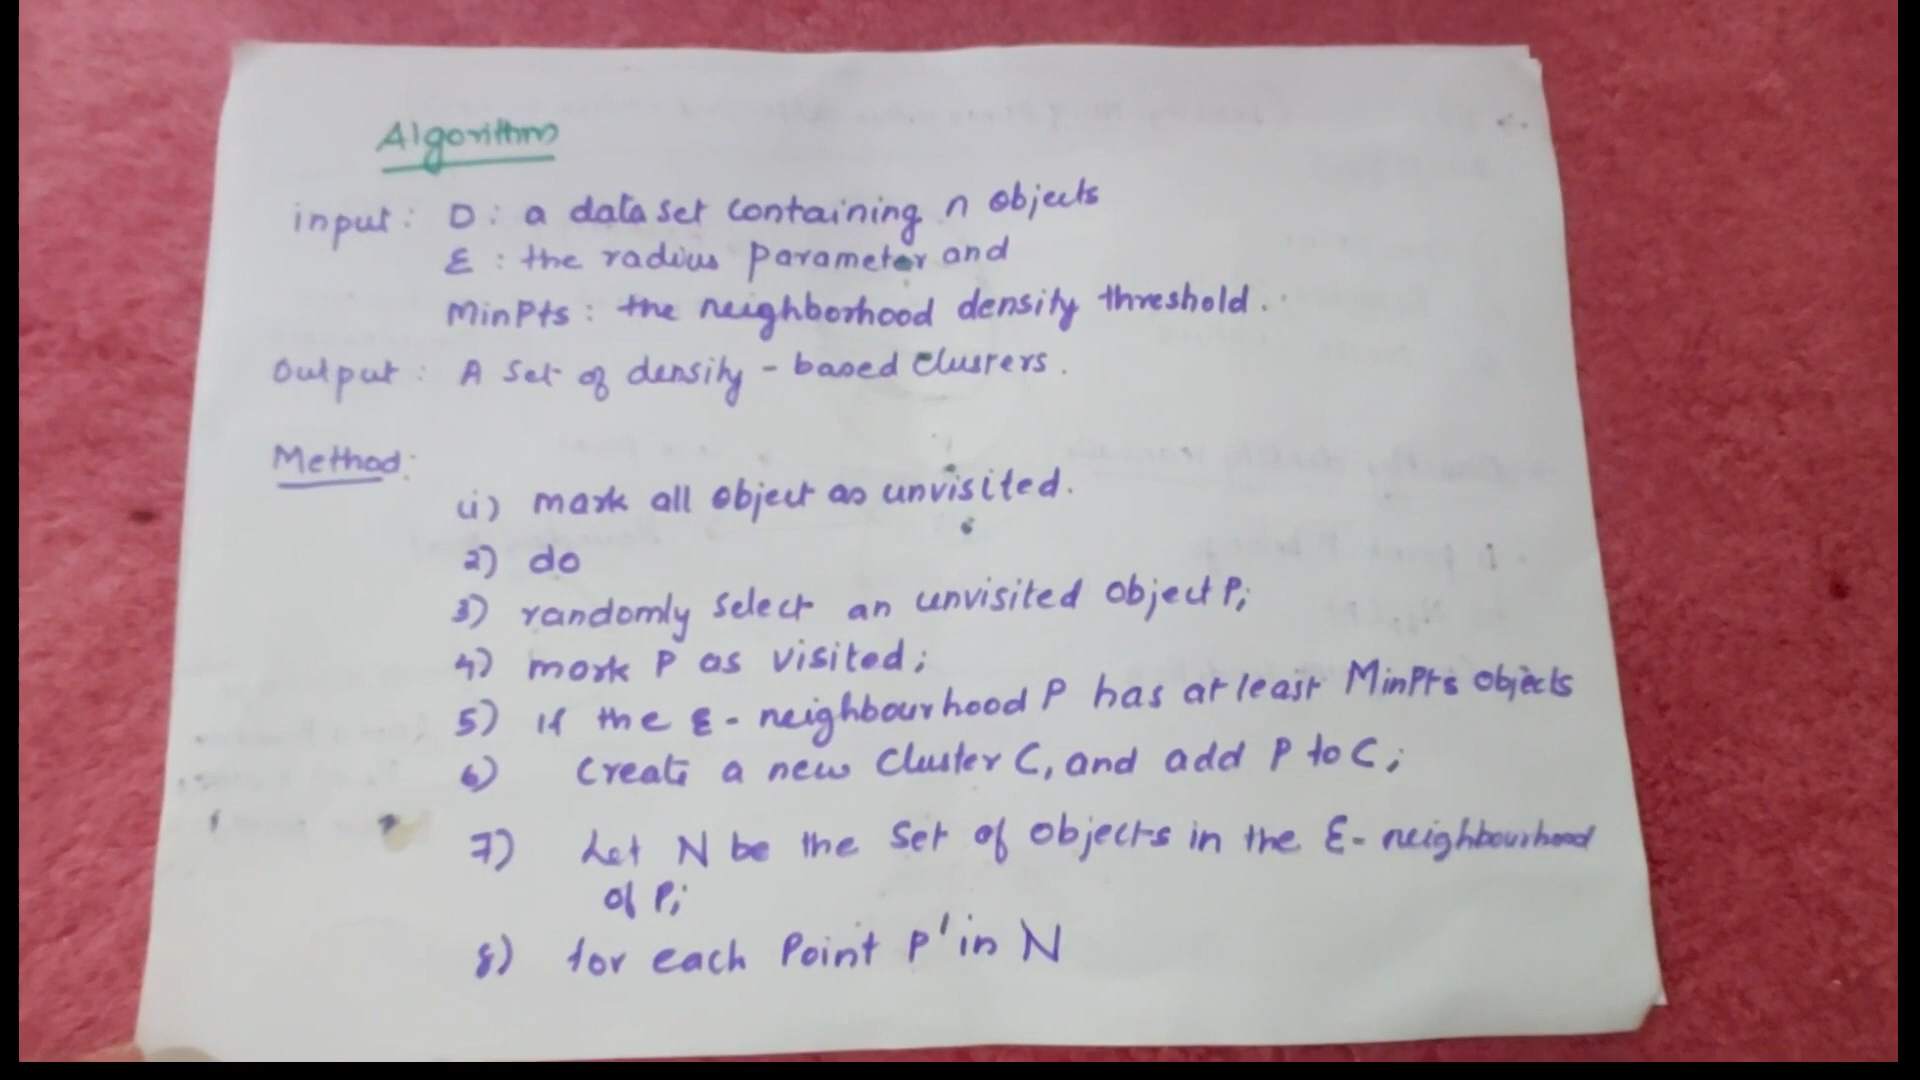 Algorithm
input: D: a data set containing n objects
ε : the radius parameter and
MinPts: the neighborhood density threshold.
Output: A set of density-based clusters.
Method:
1) mark all object as unvisited.
2) do
3) randomly select an unvisited object P;
4) mark P as visited;
5) if the ε-neighbourhood P has at least MinPts objects
6) Create a new Cluster C, and add P to C;
7) Let N be the set of objects in the ε-neighbourhood
of P;
8) for each Point P' in N